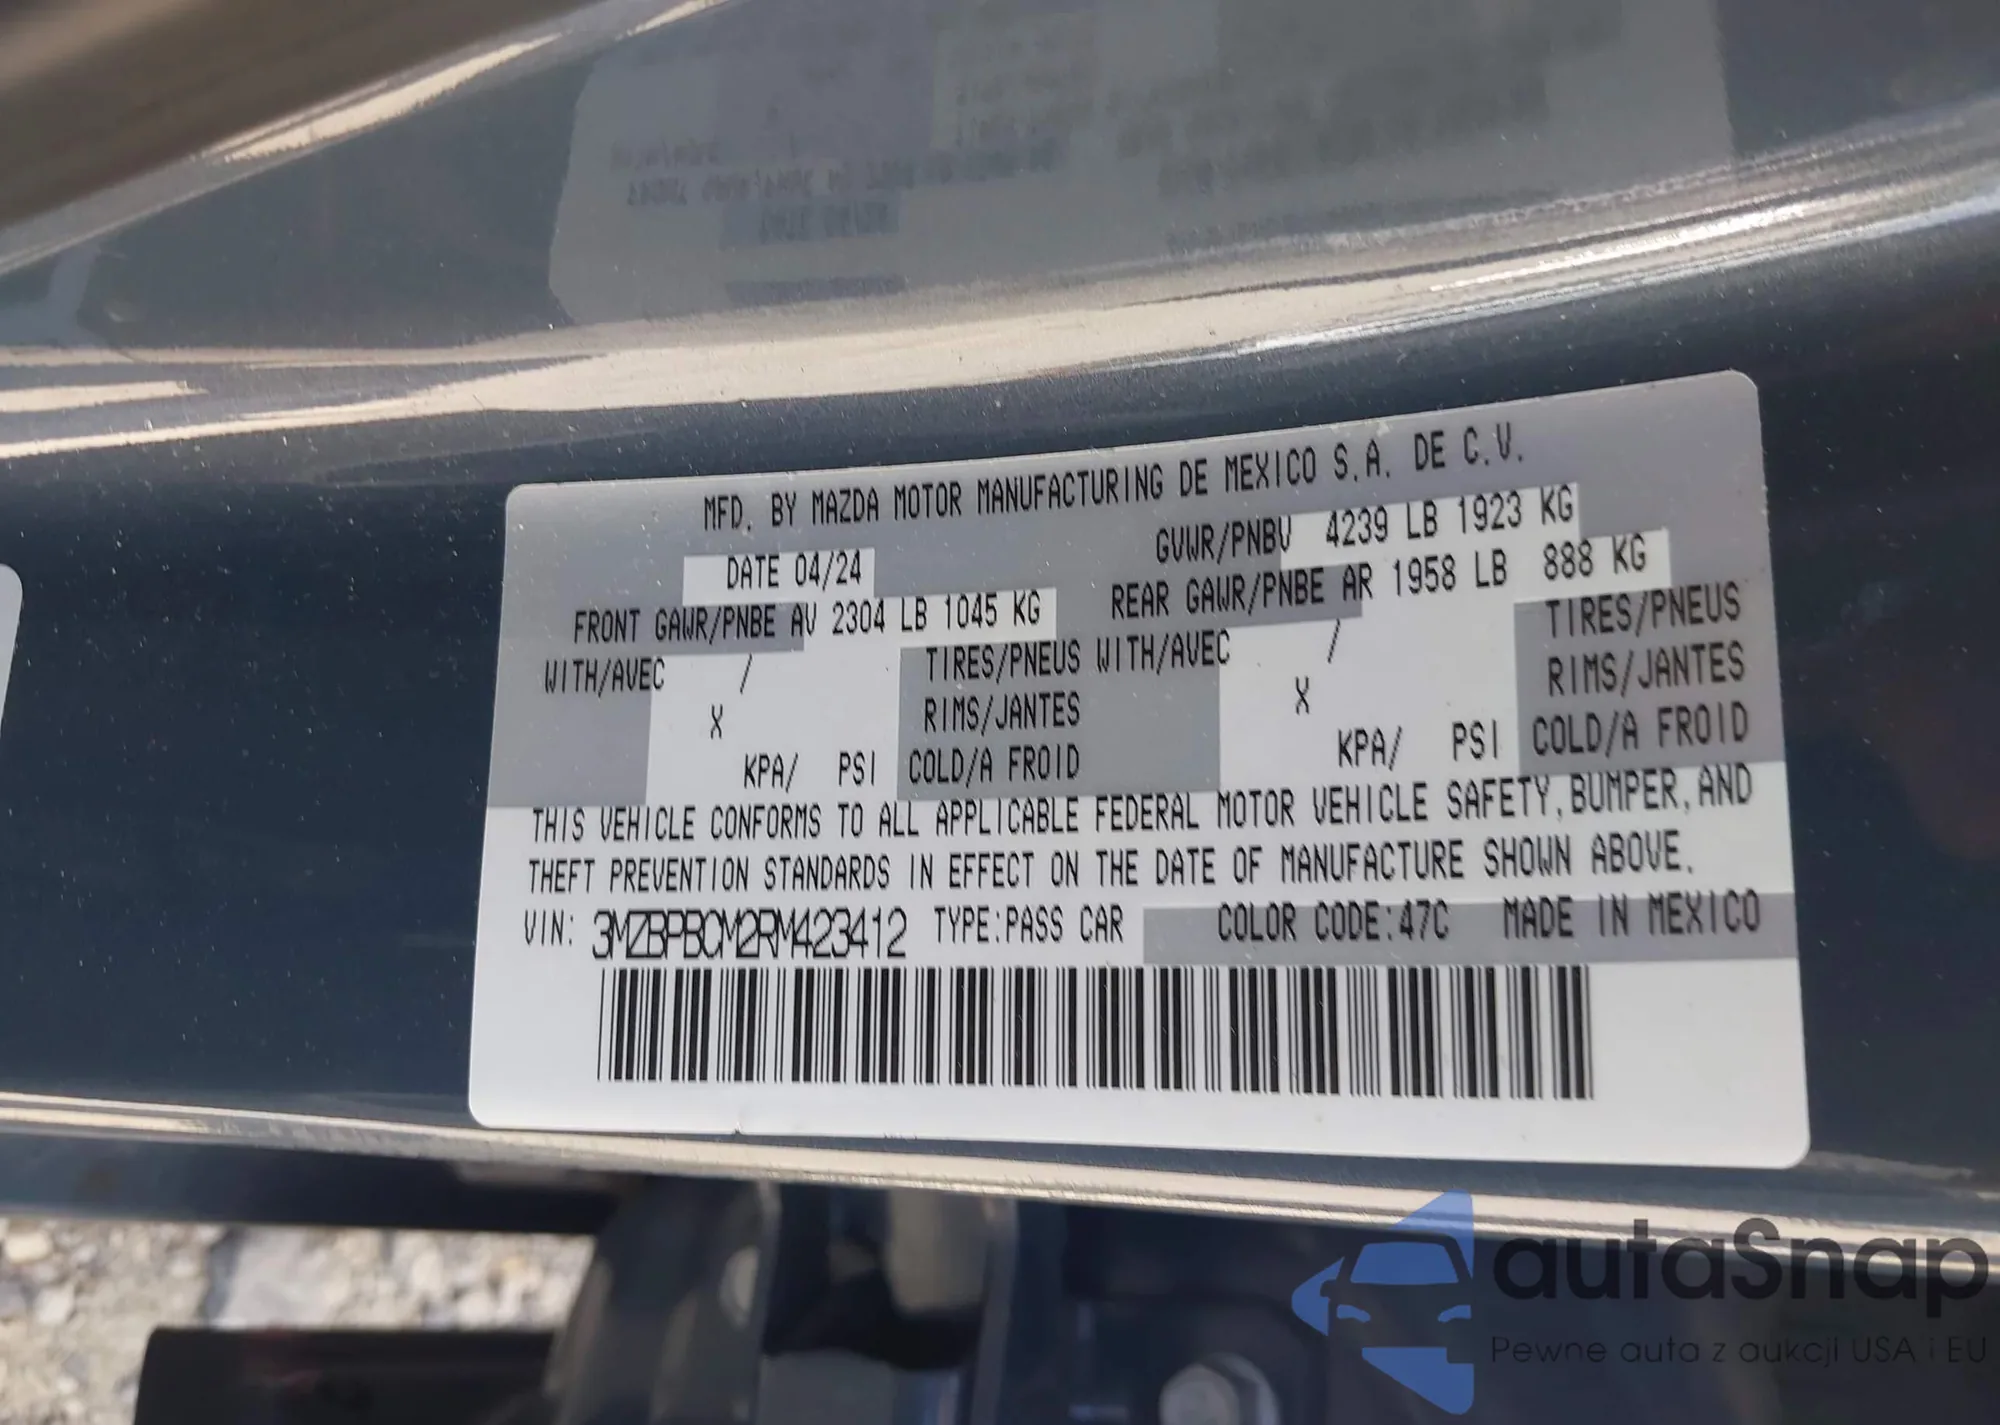 MFD. BY MAZDA MOTOR MANUFACTURING DE MEXICO S.A. DE C.V.
DATE 04/24
GVWR/PNBV 4239 LB 1923 KG
FRONT GAWR/PNBE AV 2304 LB 1045 KG
REAR GAWR/PNBE AR 1958 LB 888 KG
WITH/AVEC / TIRES/PNEUS WITH/AVEC / TIRES/PNEUS
X RIMS/JANTES X RIMS/JANTES
KPA/ PSI COLD/A FROID KPA/ PSI COLD/A FROID
THIS VEHICLE CONFORMS TO ALL APPLICABLE FEDERAL MOTOR VEHICLE SAFETY, BUMPER, AND
THEFT PREVENTION STANDARDS IN EFFECT ON THE DATE OF MANUFACTURE SHOWN ABOVE.
VIN: 3MZBPBCM2RM423412 TYPE:PASS CAR COLOR CODE:47C MADE IN MEXICO
autaSnap
Pewne auta z aukcji USA i EU